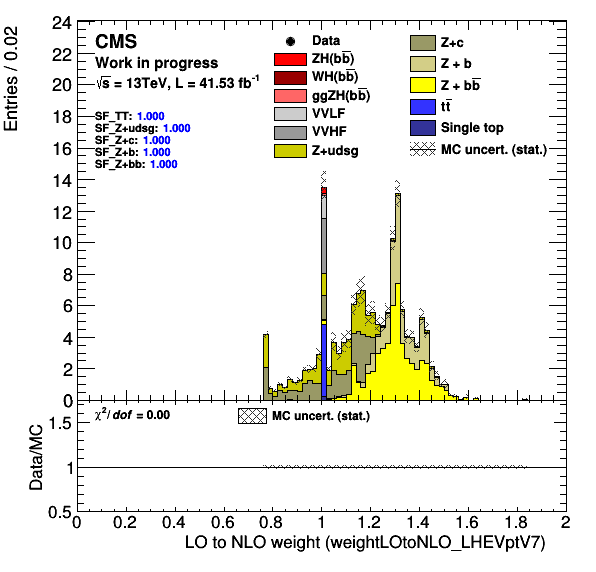 Entries / 0.02
24
22
20
18
16
14
12
10
8
6
4
2
0
CMS
Work in progress
√s = 13TeV, L = 41.53 fb⁻¹
SF_TT: 1.000
SF_Z+udsg: 1.000
SF_Z+c: 1.000
SF_Z+b: 1.000
SF_Z+bb: 1.000
Data
ZH(bb̅)
WH(bb̅)
ggZH(bb̅)
VVLF
VVHF
Z+udsg
Z+c
Z + b
Z + bb̅
tt̅
Single top
MC uncert. (stat.)
Data/MC
1.5
1
0.5
χ²/dof = 0.00
MC uncert. (stat.)
0 0.2 0.4 0.6 0.8 1 1.2 1.4 1.6 1.8 2
LO to NLO weight (weightLOtoNLO_LHEVptV7)